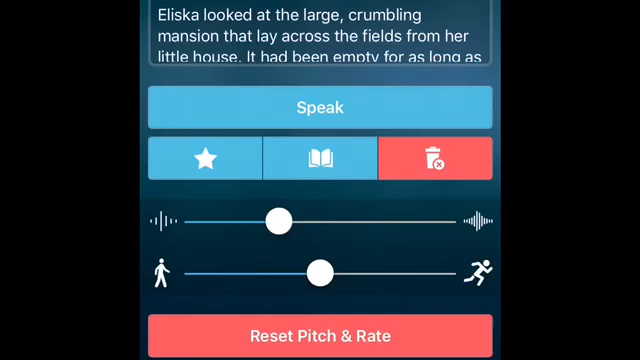 Eliska looked at the large, crumbling
mansion that lay across the fields from her
little house. It had been empty for as long as
Speak
Reset Pitch & Rate